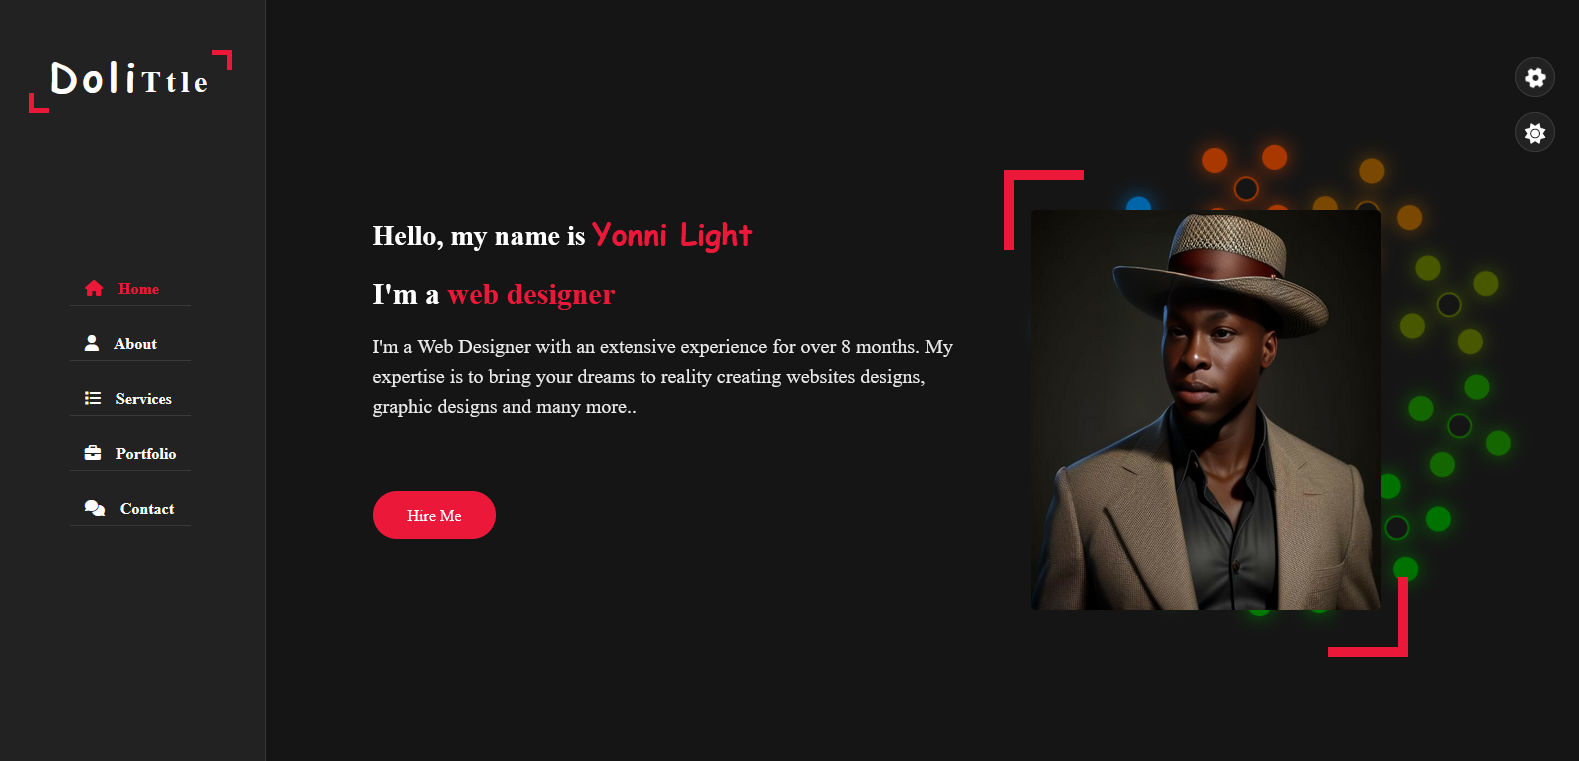 DoliTtle
Home
About
Services
Portfolio
Contact
Hello, my name is Yonni Light
I'm a web designer
I'm a Web Designer with an extensive experience for over 8 months. My
expertise is to bring your dreams to reality creating websites designs,
graphic designs and many more..
Hire Me